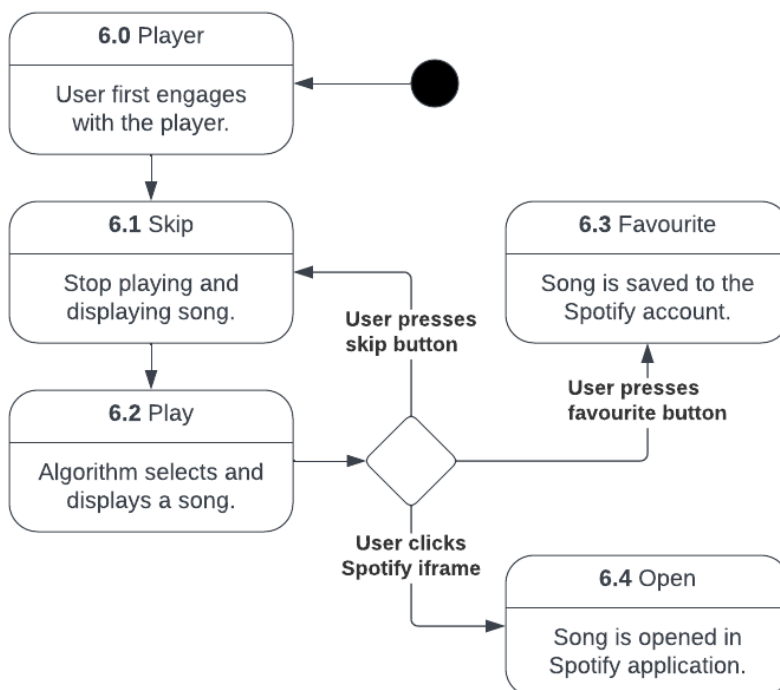 6.0 Player
User first engages
with the player.
6.1 Skip
Stop playing and
displaying song.
6.3 Favourite
Song is saved to the
Spotify account.
User presses
skip button
6.2 Play
Algorithm selects and
displays a song.
User presses
favourite button
User clicks
Spotify iframe
6.4 Open
Song is opened in
Spotify application.